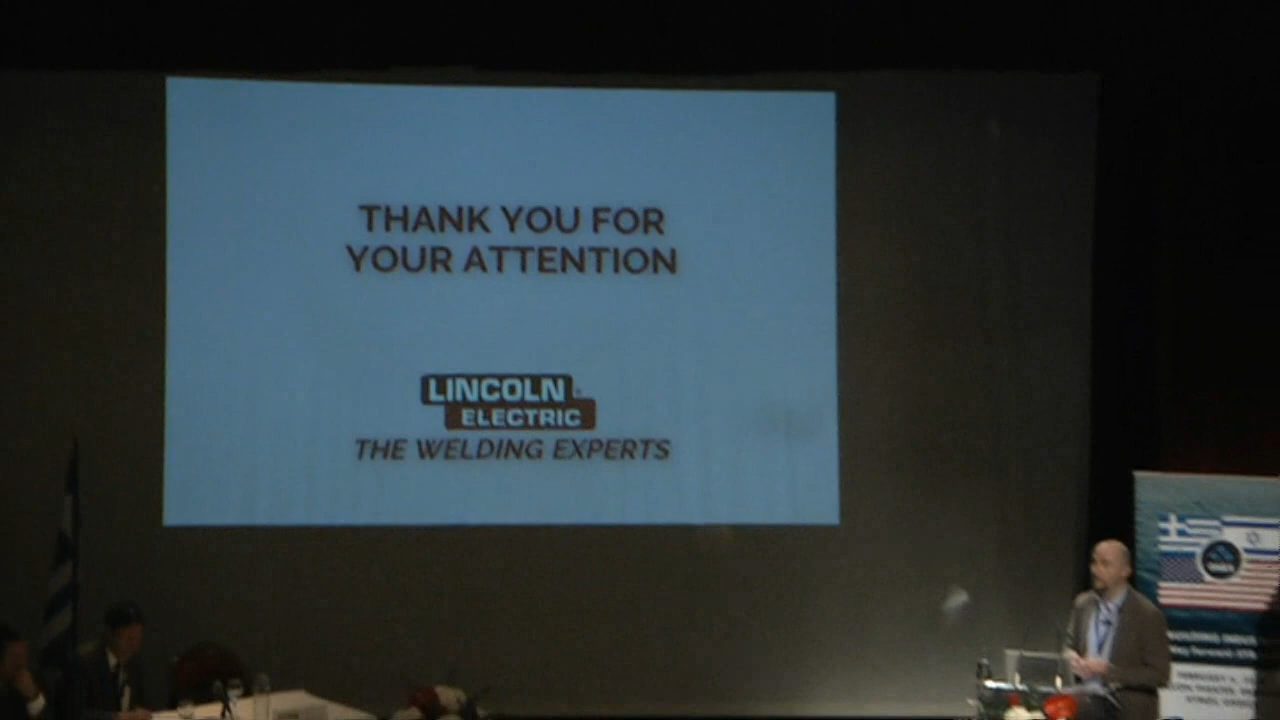 THANK YOU FOR
YOUR ATTENTION
LINCOLN
ELECTRIC
THE WELDING EXPERTS